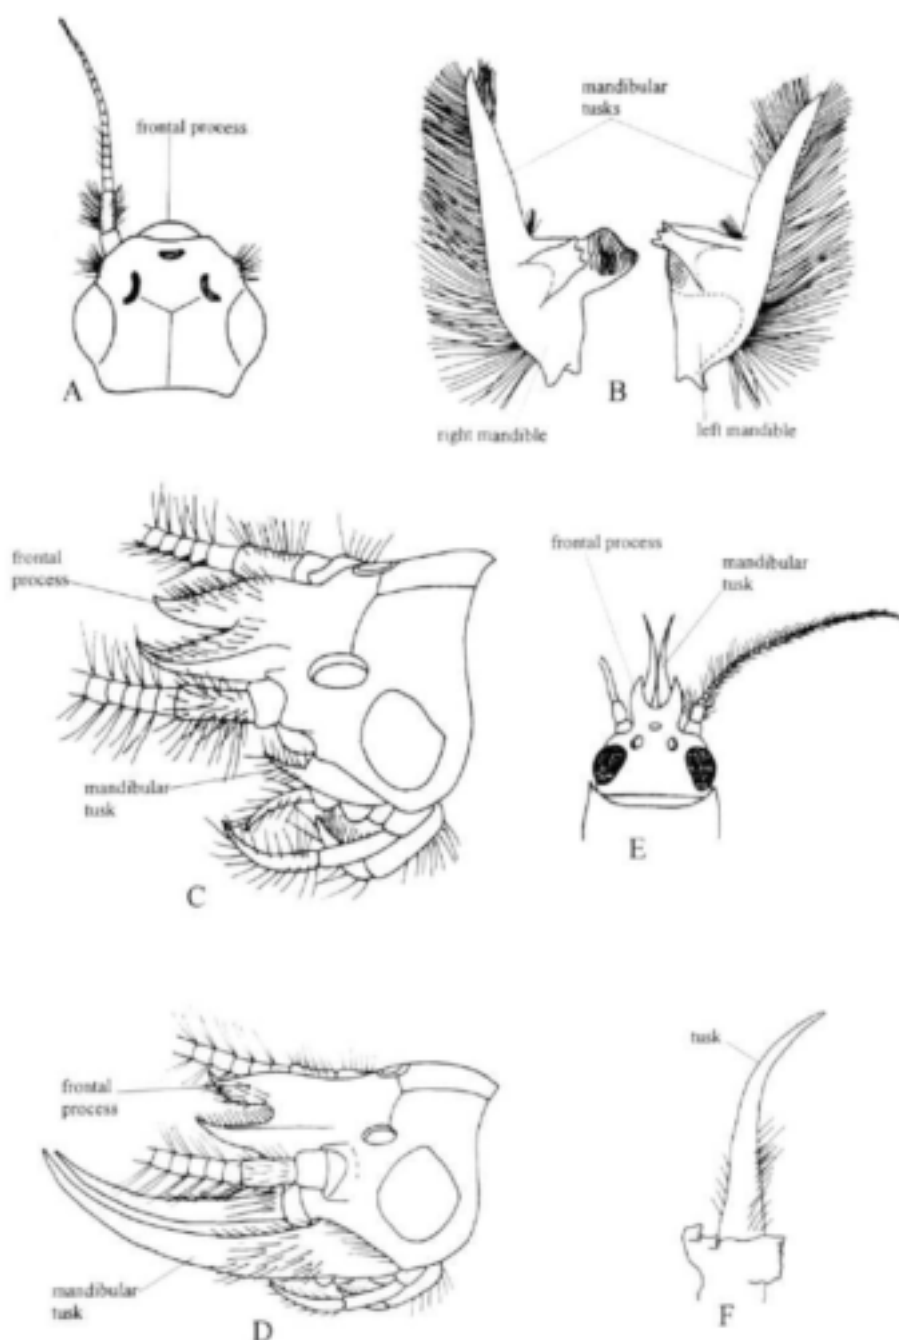 frontal process
A
mandibular
tusks
B
right mandible
left mandible
frontal
process
mandibular
tusk
C
frontal process
mandibular
tusk
E
frontal
process
mandibular
tusk
D
tusk
F